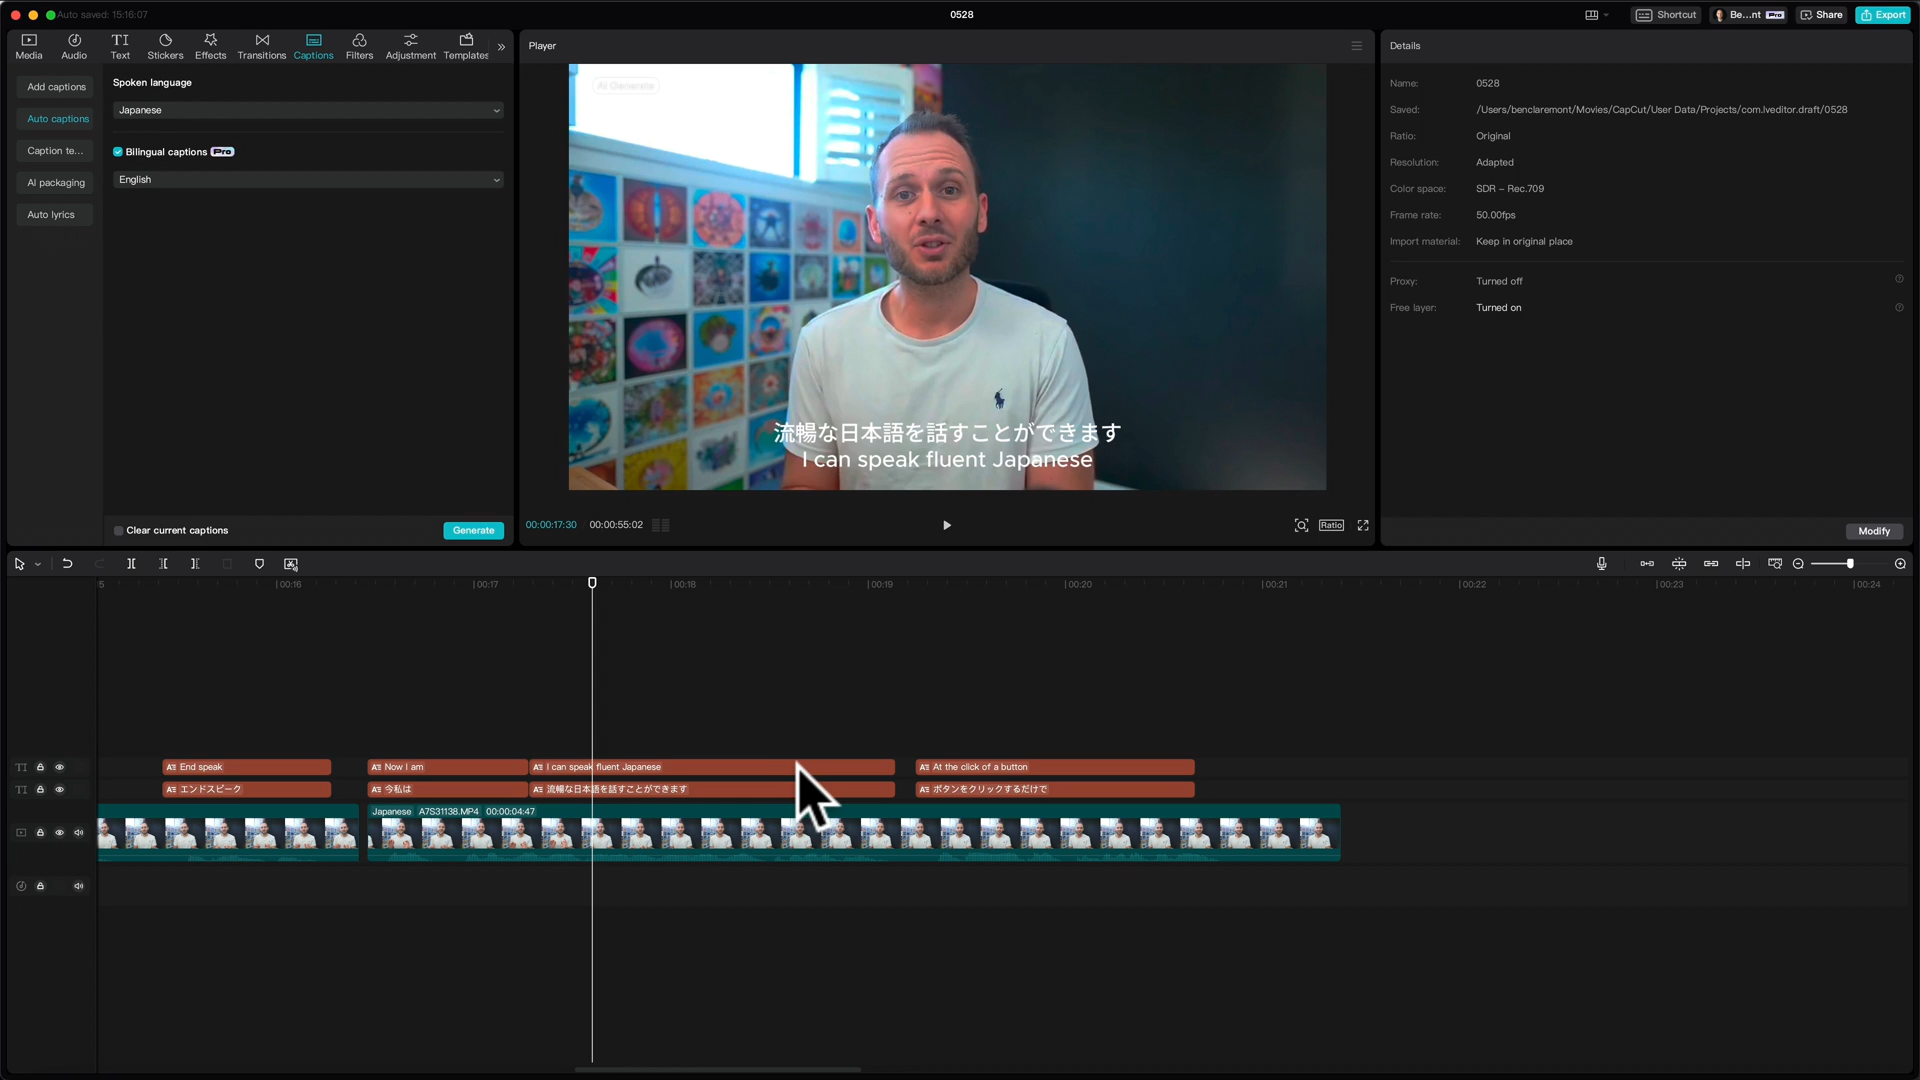 Auto saved: 15:16:07
0528
Shortcut
Be...nt Pro
Share
Export
Media
Audio
Text
Stickers
Effects
Transitions
Captions
Filters
Adjustment
Templates
Add captions
Auto captions
Caption te...
AI packaging
Auto lyrics
Spoken language
Japanese
Bilingual captions Pro
English
Clear current captions
Generate
Player
AI Generate
流暢な日本語を話すことができます
I can speak fluent Japanese
00:00:17:30
00:00:55:02
Ratio
Details
Name: 0528
Saved: /Users/benclaremont/Movies/CapCut/User Data/Projects/com.lveditor.draft/0528
Ratio: Original
Resolution: Adapted
Color space: SDR – Rec.709
Frame rate: 50.00fps
Import material: Keep in original place
Proxy: Turned off
Free layer: Turned on
Modify
5 00:16 00:17 00:18 00:19 00:20 00:21 00:22 00:23 00:24
End speak
Now I am
I can speak fluent Japanese
At the click of a button
エンドスピーク
今私は
流暢な日本語を話すことができます
ボタンをクリックするだけで
Japanese A7S31138.MP4 00:00:04:47